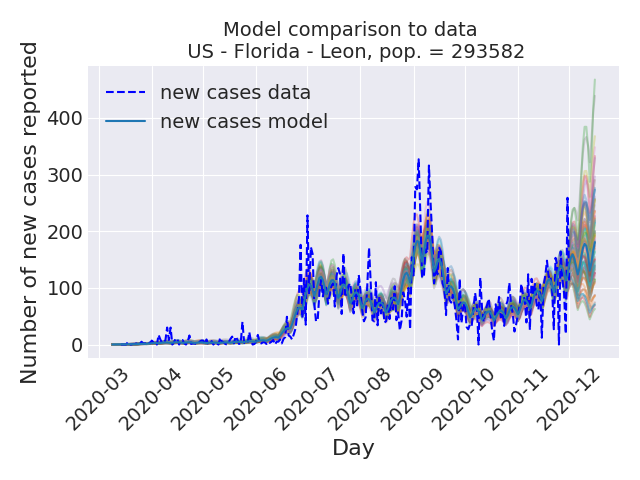 Model comparison to data
US - Florida - Leon, pop. = 293582
new cases data
new cases model
Number of new cases reported
400
300
200
100
0
2020-03
2020-04
2020-05
2020-06
2020-07
2020-08
2020-09
2020-10
2020-11
2020-12
Day